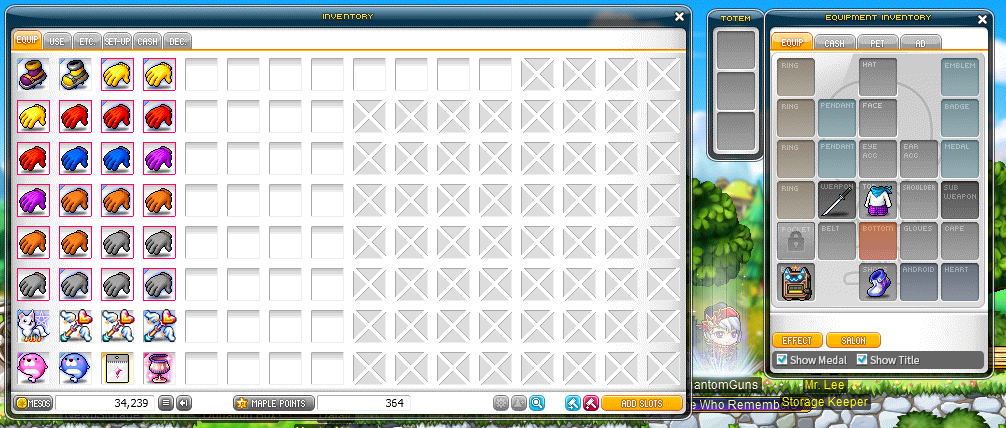 INVENTORY
EQUIP USE ETC. SET-UP CASH DEC.
MESOS 34,239 MAPLE POINTS 364 ADD SLOTS
TOTEM
EQUIPMENT INVENTORY
EQUIP CASH PET AD
RING HAT EMBLEM
RING PENDANT FACE BADGE
RING PENDANT EYE ACC EAR ACC MEDAL
RING WEAPON SHOULDER SUB WEAPON
POCKET BELT BOTTOM GLOVES CAPE
ANDROID HEART
EFFECT SALON
Show Medal Show Title
hantomGuns Mr. Lee
e Who Rememb Storage Keeper